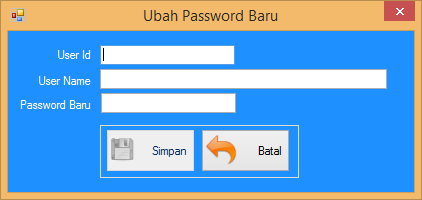 Ubah Password Baru
User Id
User Name
Password Baru
Simpan
Batal